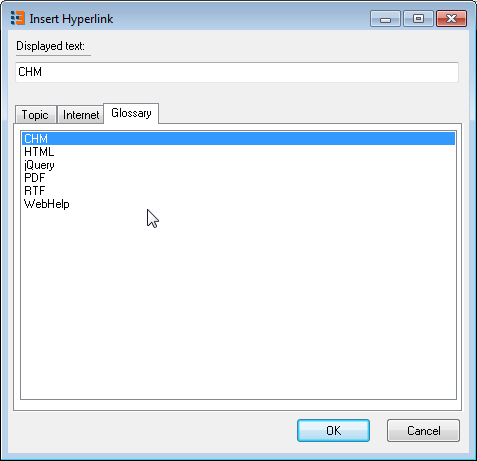 Insert Hyperlink
Displayed text:
CHM
Topic Internet Glossary
CHM
HTML
jQuery
PDF
RTF
WebHelp
OK Cancel